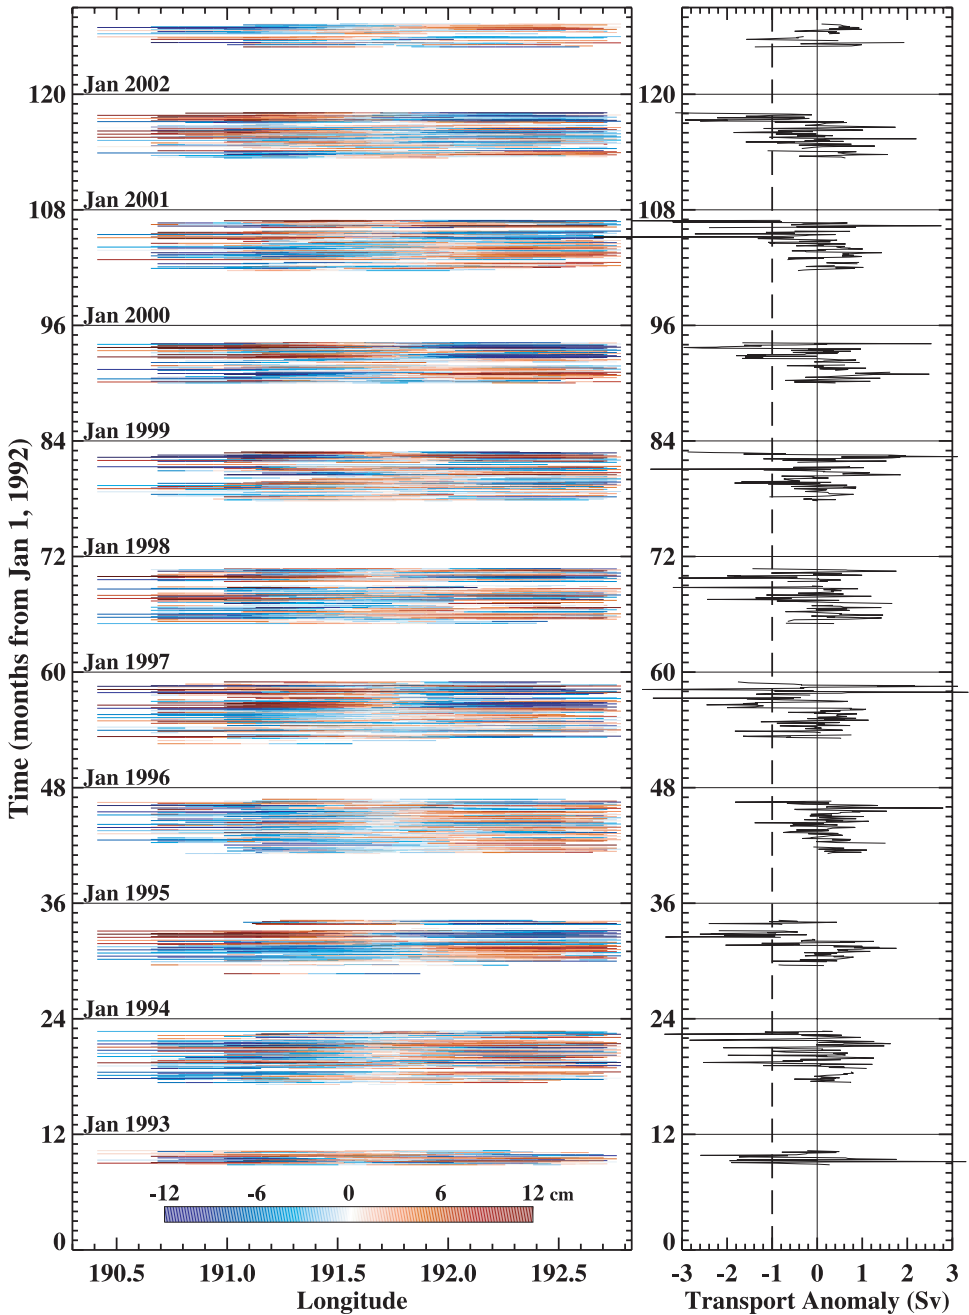 Jan 2002
120
Jan 2001
108
Jan 2000
96
Jan 1999
84
Jan 1998
72
Jan 1997
60
Jan 1996
48
Jan 1995
36
Jan 1994
24
Jan 1993
12
0
Time (months from Jan 1, 1992)
-12 -6 0 6 12 cm
190.5 191.0 191.5 192.0 192.5
Longitude
120
108
96
84
72
60
48
36
24
12
0
-3 -2 -1 0 1 2 3
Transport Anomaly (Sv)